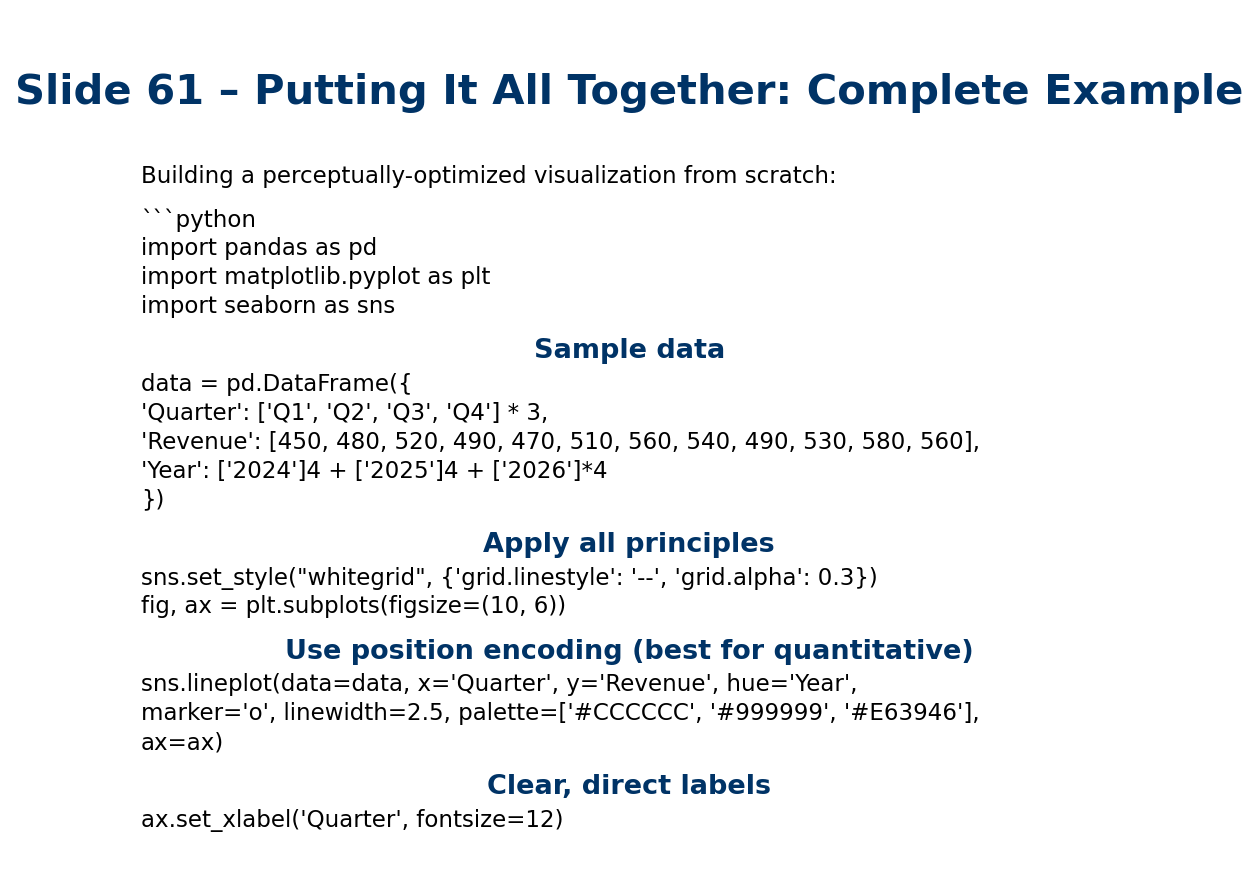 Slide 61 – Putting It All Together: Complete Example
Building a perceptually-optimized visualization from scratch:
```python
import pandas as pd
import matplotlib.pyplot as plt
import seaborn as sns
Sample data
data = pd.DataFrame({
'Quarter': ['Q1', 'Q2', 'Q3', 'Q4'] * 3,
'Revenue': [450, 480, 520, 490, 470, 510, 560, 540, 490, 530, 580, 560],
'Year': ['2024']4 + ['2025']4 + ['2026']*4
})
Apply all principles
sns.set_style("whitegrid", {'grid.linestyle': '--', 'grid.alpha': 0.3})
fig, ax = plt.subplots(figsize=(10, 6))
Use position encoding (best for quantitative)
sns.lineplot(data=data, x='Quarter', y='Revenue', hue='Year',
marker='o', linewidth=2.5, palette=['#CCCCCC', '#999999', '#E63946'],
ax=ax)
Clear, direct labels
ax.set_xlabel('Quarter', fontsize=12)